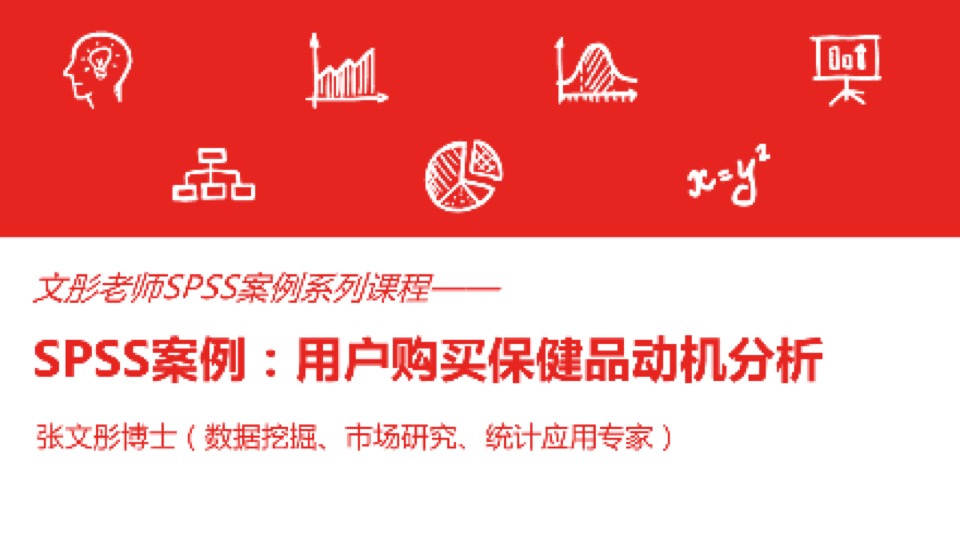 x=y²
文彤老师SPSS案例系列课程——
SPSS案例：用户购买保健品动机分析
张文彤博士（数据挖掘、市场研究、统计应用专家）